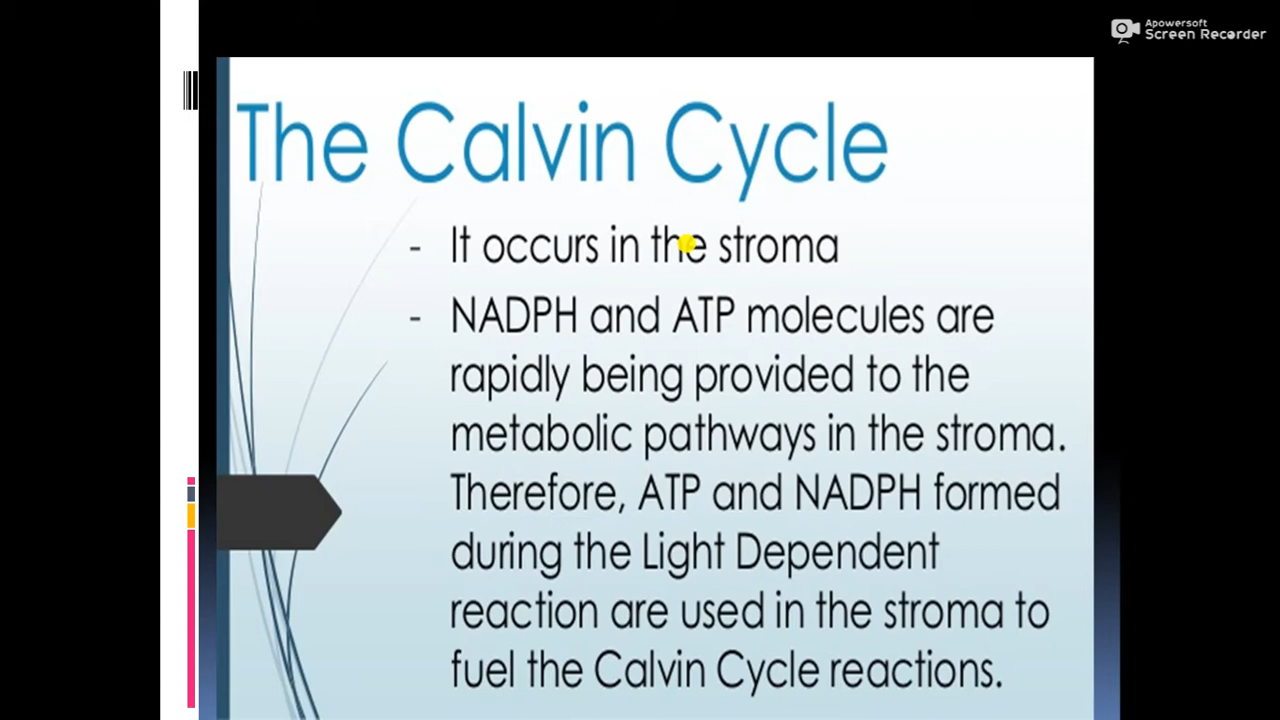 Apowersoft
Screen Recorder
The Calvin Cycle
- It occurs in the stroma
- NADPH and ATP molecules are
rapidly being provided to the
metabolic pathways in the stroma.
Therefore, ATP and NADPH formed
during the Light Dependent
reaction are used in the stroma to
fuel the Calvin Cycle reactions.